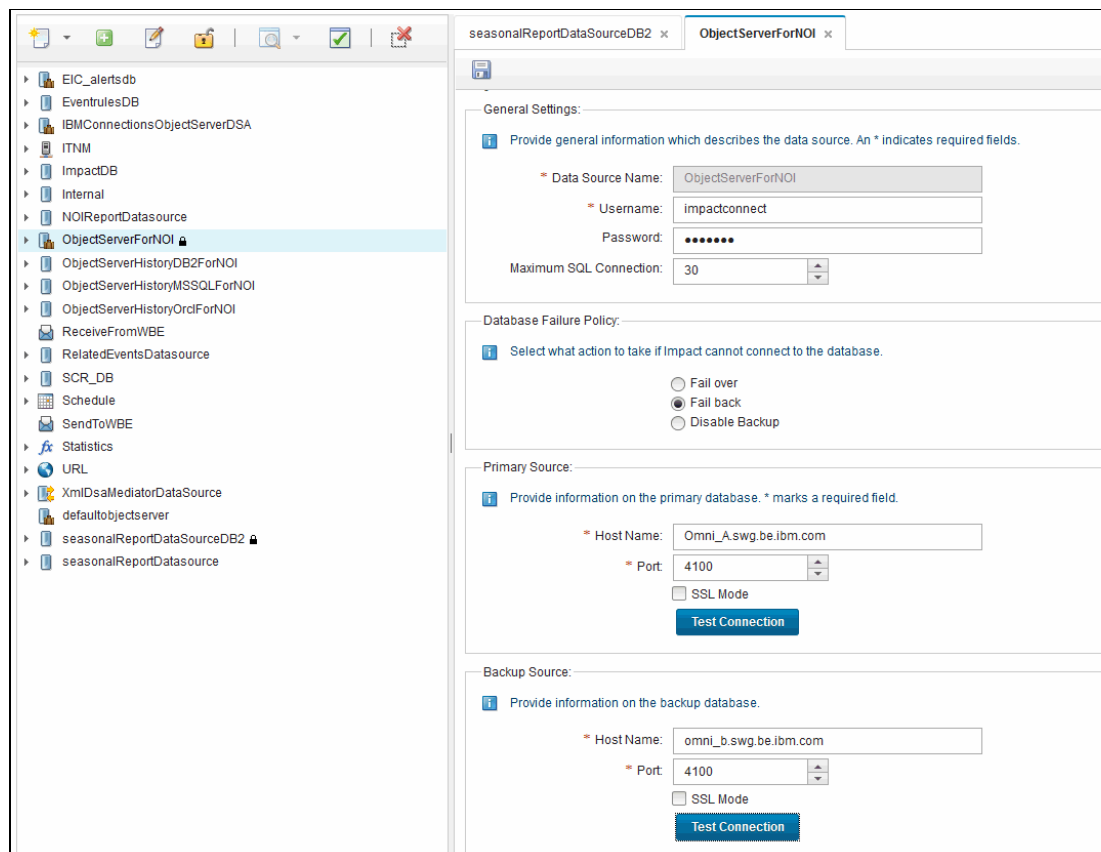 seasonalReportDataSourceDB2 ×
ObjectServerForNOI ×
EIC_alertsdb
EventrulesDB
IBMConnectionsObjectServerDSA
ITNM
ImpactDB
Internal
NOIReportDatasource
ObjectServerForNOI
ObjectServerHistoryDB2ForNOI
ObjectServerHistoryMSSQLForNOI
ObjectServerHistoryOrclForNOI
ReceiveFromWBE
RelatedEventsDatasource
SCR_DB
Schedule
SendToWBE
fx Statistics
URL
XmlDsaMediatorDataSource
defaultobjectserver
seasonalReportDataSourceDB2
seasonalReportDatasource
General Settings:
Provide general information which describes the data source. An * indicates required fields.
* Data Source Name: ObjectServerForNOI
* Username: impactconnect
Password: •••••••
Maximum SQL Connection: 30
Database Failure Policy:
Select what action to take if Impact cannot connect to the database.
Fail over
Fail back
Disable Backup
Primary Source:
Provide information on the primary database. * marks a required field.
* Host Name: Omni_A.swg.be.ibm.com
* Port: 4100
SSL Mode
Test Connection
Backup Source:
Provide information on the backup database.
* Host Name: omni_b.swg.be.ibm.com
* Port: 4100
SSL Mode
Test Connection